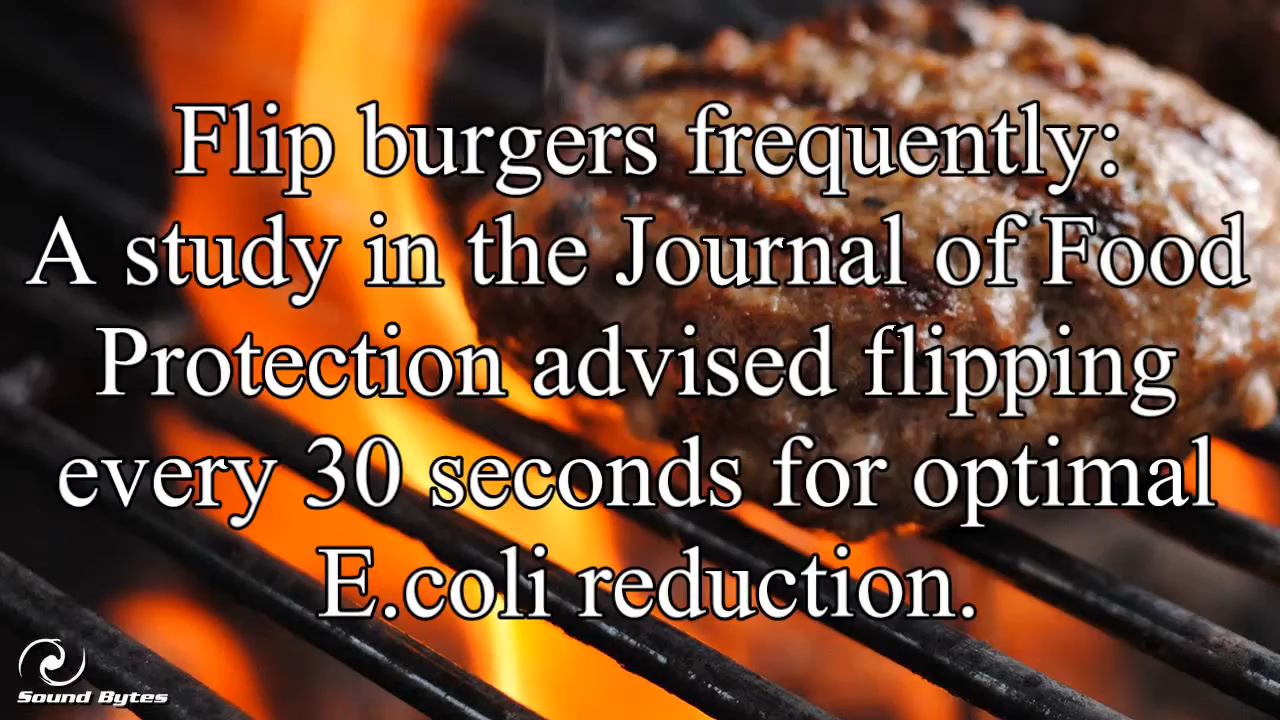 Flip burgers frequently:
A study in the Journal of Food
Protection advised flipping
every 30 seconds for optimal
E.coli reduction.
Sound Bytes